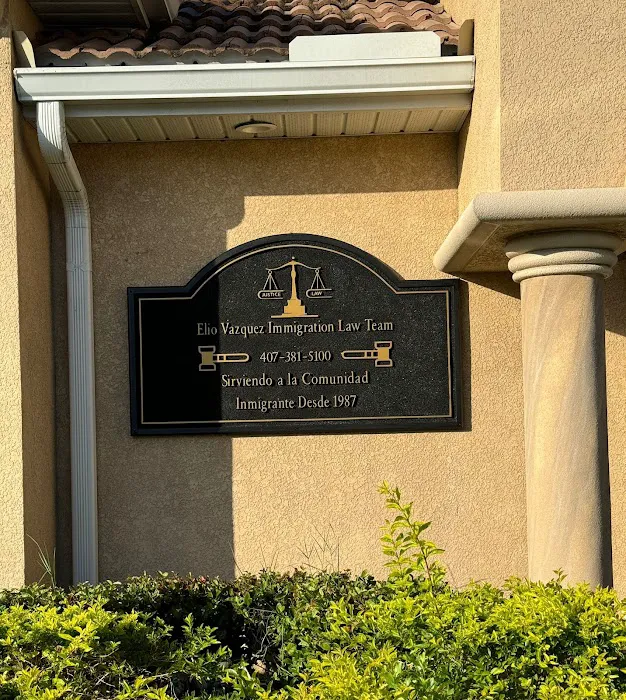 JUSTICE LAW
Elio Vazquez Immigration Law Team
407-381-5100
Sirviendo a la Comunidad
Inmigrante Desde 1987